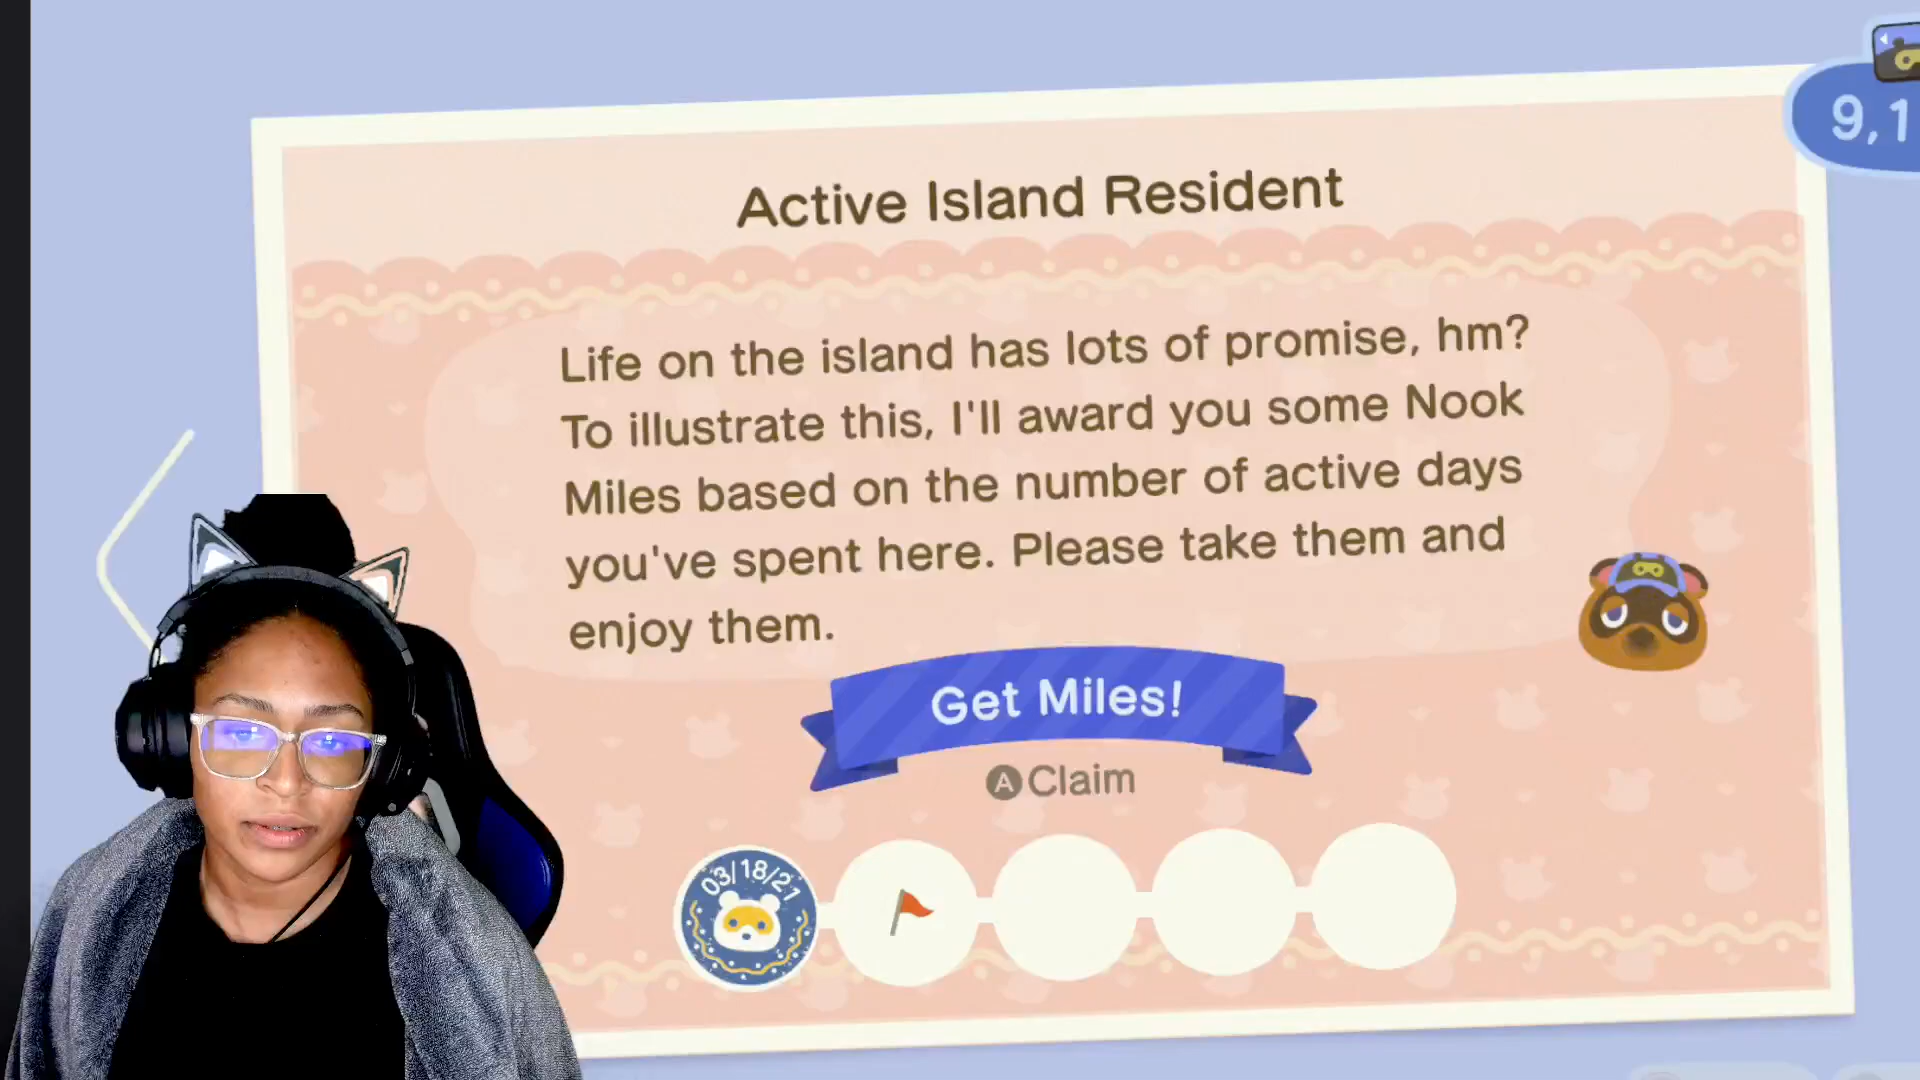 9,1
Active Island Resident
Life on the island has lots of promise, hm?
To illustrate this, I'll award you some Nook
Miles based on the number of active days
you've spent here. Please take them and
enjoy them.
Get Miles!
A Claim
03/18/21